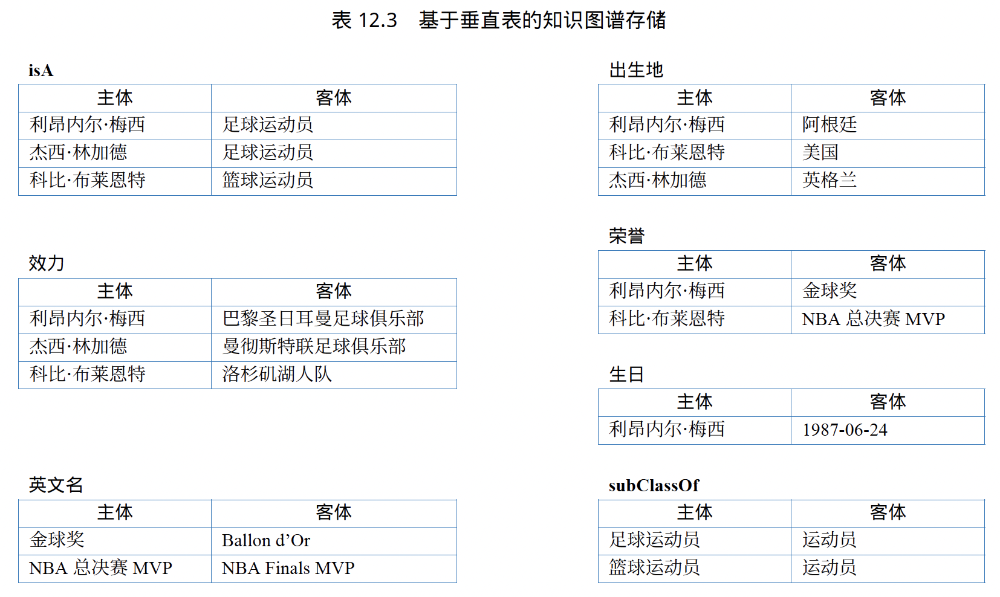 表 12.3 基于垂直表的知识图谱存储
isA
主体 客体
利昂内尔·梅西 足球运动员
杰西·林加德 足球运动员
科比·布莱恩特 篮球运动员
效力
主体 客体
利昂内尔·梅西 巴黎圣日耳曼足球俱乐部
杰西·林加德 曼彻斯特联足球俱乐部
科比·布莱恩特 洛杉矶湖人队
英文名
主体 客体
金球奖 Ballon d’Or
NBA 总决赛 MVP NBA Finals MVP
出生地
主体 客体
利昂内尔·梅西 阿根廷
科比·布莱恩特 美国
杰西·林加德 英格兰
荣誉
主体 客体
利昂内尔·梅西 金球奖
科比·布莱恩特 NBA 总决赛 MVP
生日
主体 客体
利昂内尔·梅西 1987-06-24
subClassOf
主体 客体
足球运动员 运动员
篮球运动员 运动员